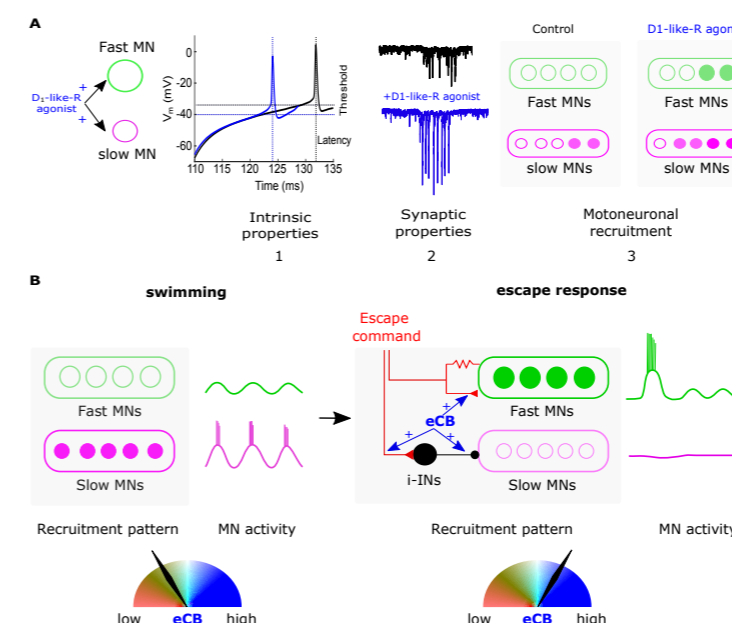 A
Fast MN
+
D1-like-R
agonist
+
slow MN
Vm (mV)
0
-20
-40
-60
110
115
120
125
130
135
Time (ms)
Threshold
Latency
+D1-like-R agonist
Control
D1-like-R agon
Fast MNs
Fast MNs
slow MNs
slow MNs
Intrinsic
properties
1
Synaptic
properties
2
Motoneuronal
recruitment
3
B
swimming
escape response
Escape
command
Fast MNs
Slow MNs
+
eCB
+
+
i-INs
Fast MNs
Slow MNs
Recruitment pattern
MN activity
Recruitment pattern
MN activity
low
eCB
high
low
eCB
high